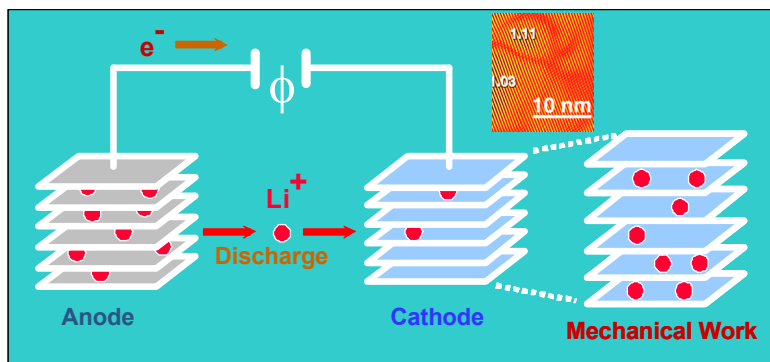 e-
1.11
1.03
ϕ
10 nm
Li+
Discharge
Anode
Cathode
Mechanical Work